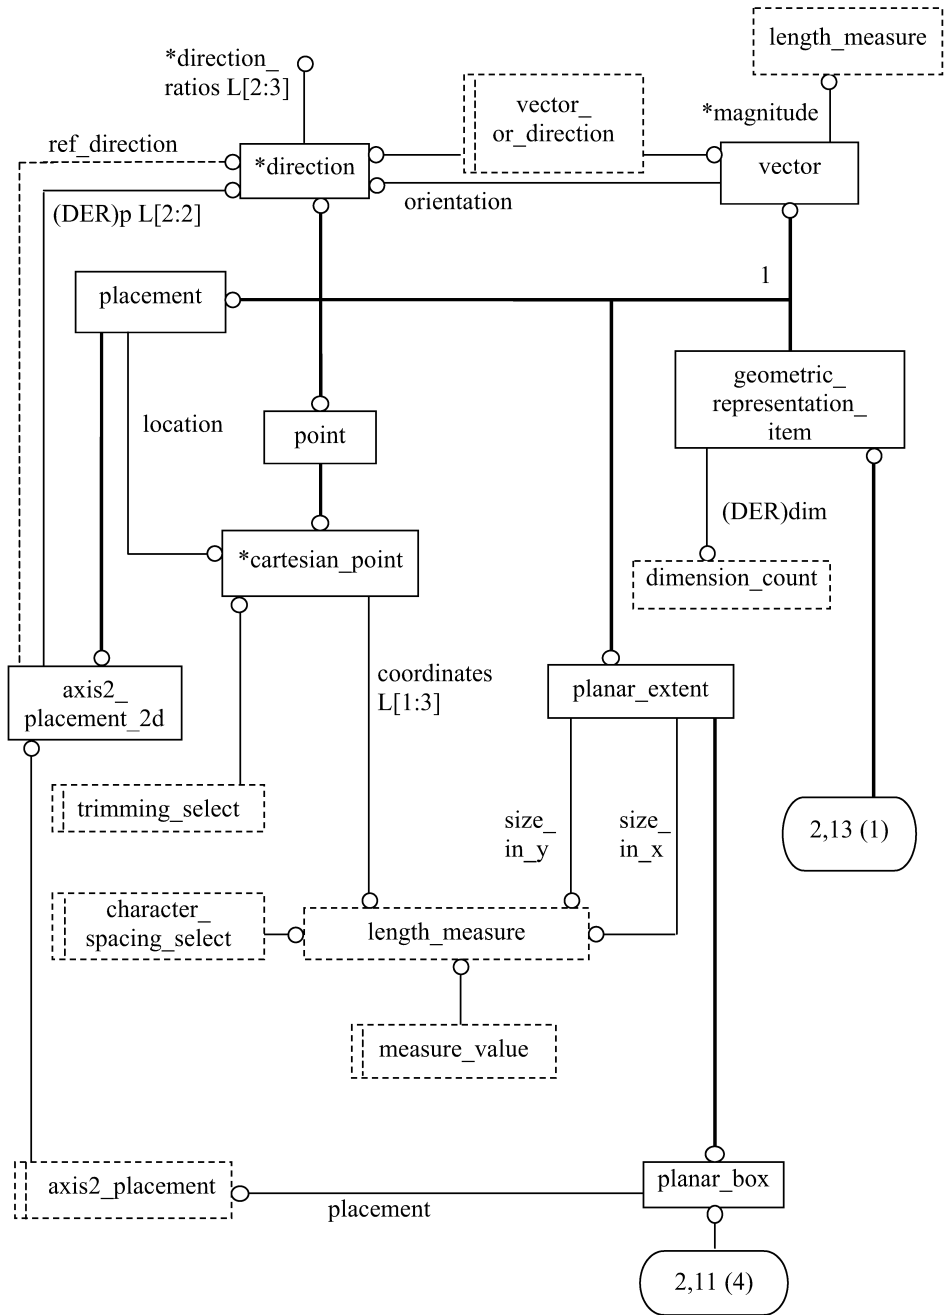 length_measure
*direction_
ratios L[2:3]
vector_
or_direction
*magnitude
ref_direction
*direction
vector
(DER)p L[2:2]
orientation
1
placement
geometric_
representation_
item
location
point
(DER)dim
*cartesian_point
dimension_count
coordinates
L[1:3]
axis2_
placement_2d
planar_extent
trimming_select
size_
in_y
size_
in_x
2,13 (1)
character_
spacing_select
length_measure
measure_value
axis2_placement
planar_box
placement
2,11 (4)